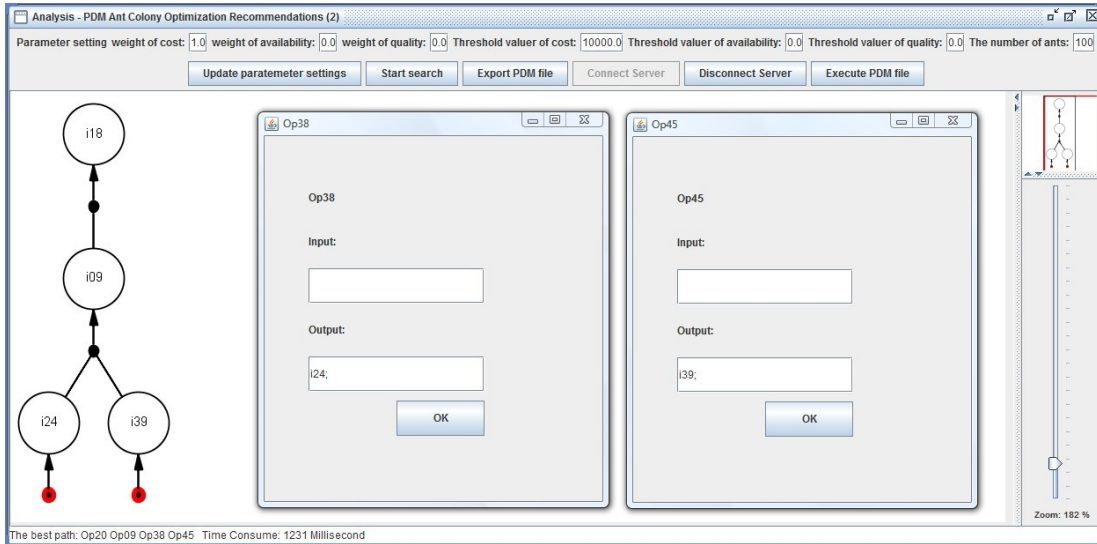 Analysis - PDM Ant Colony Optimization Recommendations (2)
Parameter setting weight of cost: 1.0 weight of availability: 0.0 weight of quality: 0.0 Threshold valuer of cost: 10000.0 Threshold valuer of availability: 0.0 Threshold valuer of quality: 0.0 The number of ants: 100
Update paratemeter settings Start search Export PDM file Connect Server Disconnect Server Execute PDM file
i18
i09
i24 i39
Op38
Op38
Input:
Output:
i24;
OK
Op45
Op45
Input:
Output:
i39;
OK
Zoom: 182 %
The best path: Op20 Op09 Op38 Op45 Time Consume: 1231 Millisecond